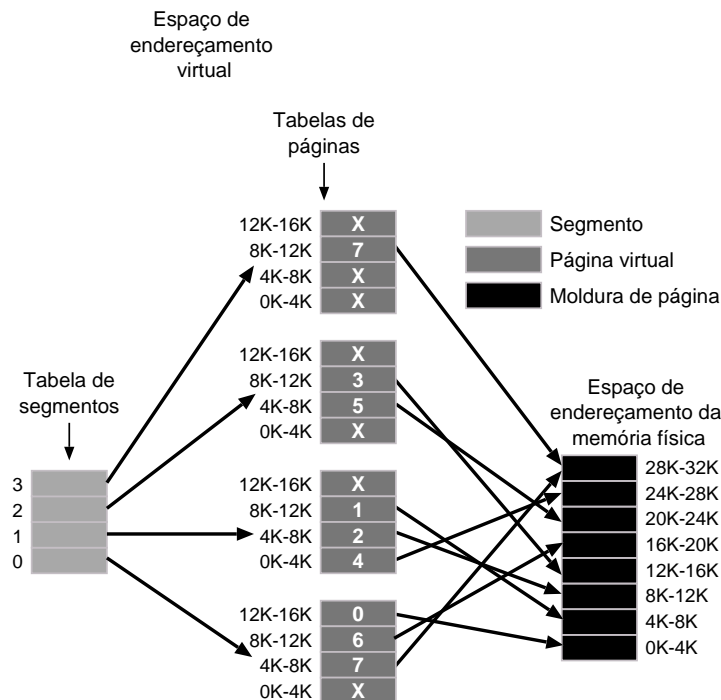 Espaço de
endereçamento
virtual
Tabelas de
páginas
12K-16K X
8K-12K 7
4K-8K X
0K-4K X
Segmento
Página virtual
Moldura de página
12K-16K X
8K-12K 3
4K-8K 5
0K-4K X
Tabela de
segmentos
3
2
1
0
12K-16K X
8K-12K 1
4K-8K 2
0K-4K 4
12K-16K 0
8K-12K 6
4K-8K 7
0K-4K X
Espaço de
endereçamento da
memória física
28K-32K
24K-28K
20K-24K
16K-20K
12K-16K
8K-12K
4K-8K
0K-4K